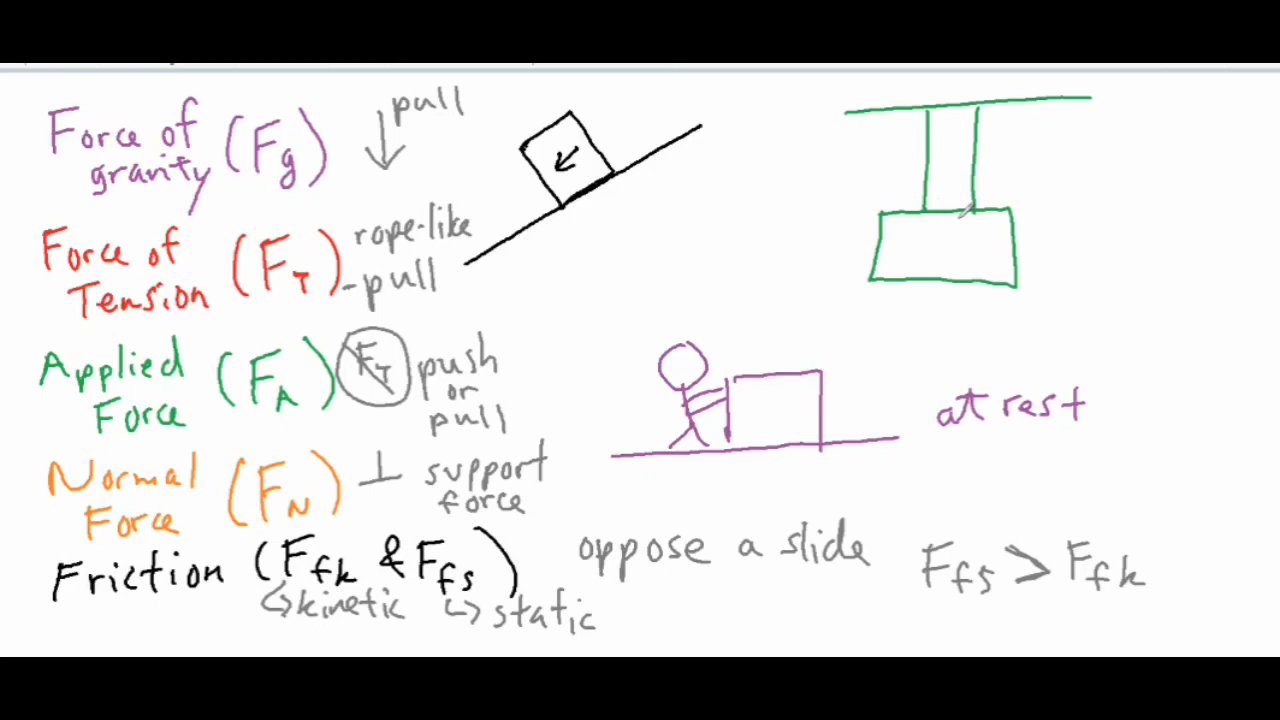 Force of gravity (Fg) pull
Force of Tension (FT) rope-like -pull
Applied Force (FA) FT push or pull
Normal Force (FN) ⊥ support force
Friction (Ffk & Ffs) oppose a slide Ffs > Ffk
↪kinetic ↪static
at rest